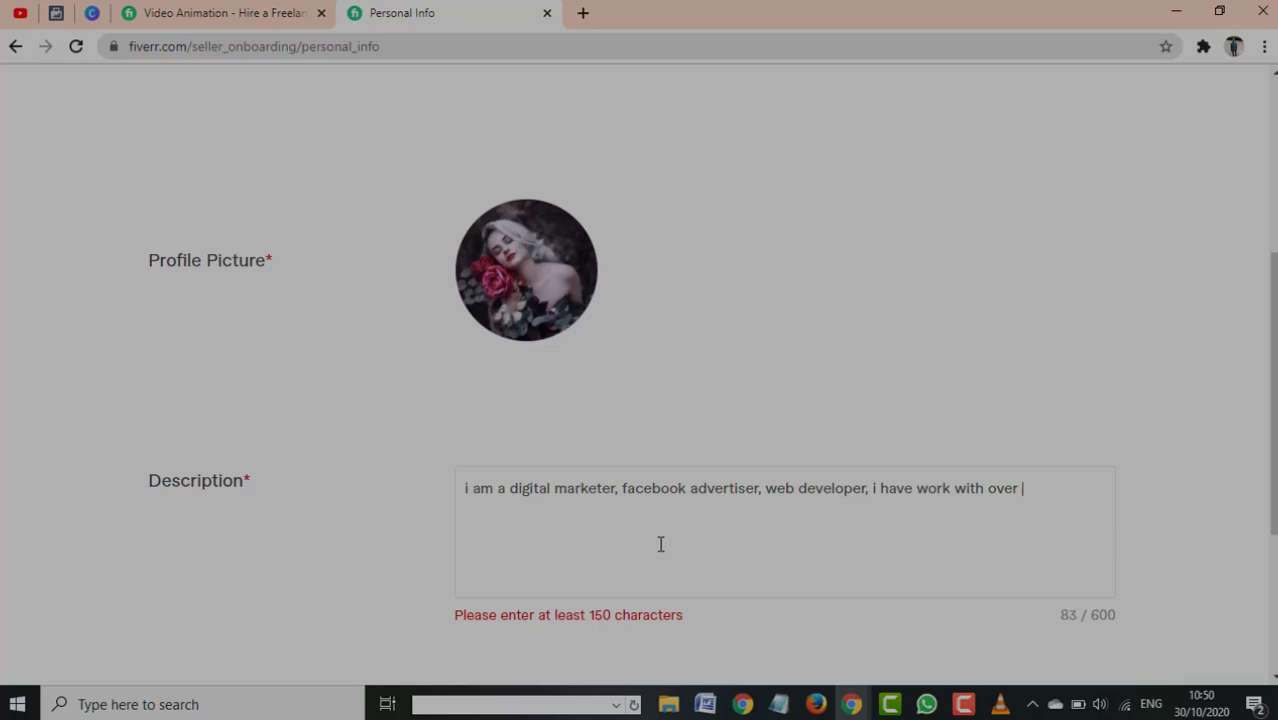 Video Animation - Hire a Freelan
Personal Info
fiverr.com/seller_onboarding/personal_info
Profile Picture*
Description*
i am a digital marketer, facebook advertiser, web developer, i have work with over
Please enter at least 150 characters
83 / 600
Type here to search
ENG
10:50
30/10/2020
2